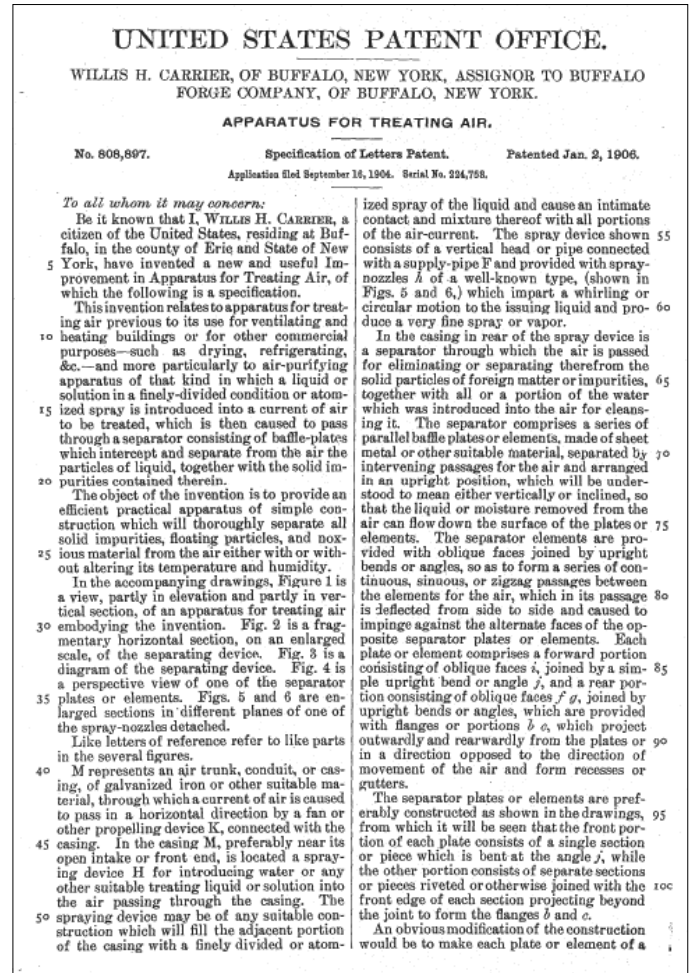 UNITED STATES PATENT OFFICE.
WILLIS H. CARRIER, OF BUFFALO, NEW YORK, ASSIGNOR TO BUFFALO
FORGE COMPANY, OF BUFFALO, NEW YORK.
APPARATUS FOR TREATING AIR.
No. 808,897. Specification of Letters Patent. Patented Jan. 2, 1906.
Application filed September 16, 1904. Serial No. 224,758.
To all whom it may concern:
Be it known that I, WILLIS H. CARRIER, a
citizen of the United States, residing at Buf-
falo, in the county of Erie and State of New
5 York, have invented a new and useful Im-
provement in Apparatus for Treating Air, of
which the following is a specification.
This invention relates to apparatus for treat-
ing air previous to its use for ventilating and
10 heating buildings or for other commercial
purposes—such as drying, refrigerating,
&c.—and more particularly to air-purifying
apparatus of that kind in which a liquid or
solution in a finely-divided condition or atom-
15 ized spray is introduced into a current of air
to be treated, which is then caused to pass
through a separator consisting of baffle-plates
which intercept and separate from the air the
particles of liquid, together with the solid im-
20 purities contained therein.
The object of the invention is to provide an
efficient practical apparatus of simple con-
struction which will thoroughly separate all
solid impurities, floating particles, and nox-
25 ious material from the air either with or with-
out altering its temperature and humidity.
In the accompanying drawings, Figure 1 is
a view, partly in elevation and partly in ver-
tical section, of an apparatus for treating air
30 embodying the invention. Fig. 2 is a frag-
mentary horizontal section, on an enlarged
scale, of the separating device. Fig. 3 is a
diagram of the separating device. Fig. 4 is
a perspective view of one of the separator
35 plates or elements. Figs. 5 and 6 are en-
larged sections in different planes of one of
the spray-nozzles detached.
Like letters of reference refer to like parts
in the several figures.
40 M represents an air trunk, conduit, or cas-
ing, of galvanized iron or other suitable ma-
terial, through which a current of air is caused
to pass in a horizontal direction by a fan or
other propelling device K, connected with the
45 casing. In the casing M, preferably near its
open intake or front end, is located a spray-
ing device H for introducing water or any
other suitable treating liquid or solution into
the air passing through the casing. The
50 spraying device may be of any suitable con-
struction which will fill the adjacent portion
of the casing with a finely divided or atom-
ized spray of the liquid and cause an intimate
contact and mixture thereof with all portions
of the air-current. The spray device shown 55
consists of a vertical head or pipe connected
with a supply-pipe F and provided with spray-
nozzles h of a well-known type, (shown in
Figs. 5 and 6,) which impart a whirling or
circular motion to the issuing liquid and pro- 60
duce a very fine spray or vapor.
In the casing in rear of the spray device is
a separator through which the air is passed
for eliminating or separating therefrom the
solid particles of foreign matter or impurities, 65
together with all or a portion of the water
which was introduced into the air for cleans-
ing it. The separator comprises a series of
parallel baffle plates or elements, made of sheet
metal or other suitable material, separated by 70
intervening passages for the air and arranged
in an upright position, which will be under-
stood to mean either vertically or inclined, so
that the liquid or moisture removed from the
air can flow down the surface of the plates or 75
elements. The separator elements are pro-
vided with oblique faces joined by upright
bends or angles, so as to form a series of con-
tinuous, sinuous, or zigzag passages between
the elements for the air, which in its passage 80
is deflected from side to side and caused to
impinge against the alternate faces of the op-
posite separator plates or elements. Each
plate or element comprises a forward portion
consisting of oblique faces i, joined by a sim- 85
ple upright bend or angle j, and a rear por-
tion consisting of oblique faces f g, joined by
upright bends or angles, which are provided
with flanges or portions b c, which project
outwardly and rearwardly from the plates or 90
in a direction opposed to the direction of
movement of the air and form recesses or
gutters.
The separator plates or elements are pref-
erably constructed as shown in the drawings, 95
from which it will be seen that the front por-
tion of each plate consists of a single section
or piece which is bent at the angle j, while
the other portion consists of separate sections
or pieces riveted or otherwise joined with the 100
front edge of each section projecting beyond
the joint to form the flanges b and c.
An obvious modification of the construction
would be to make each plate or element of a